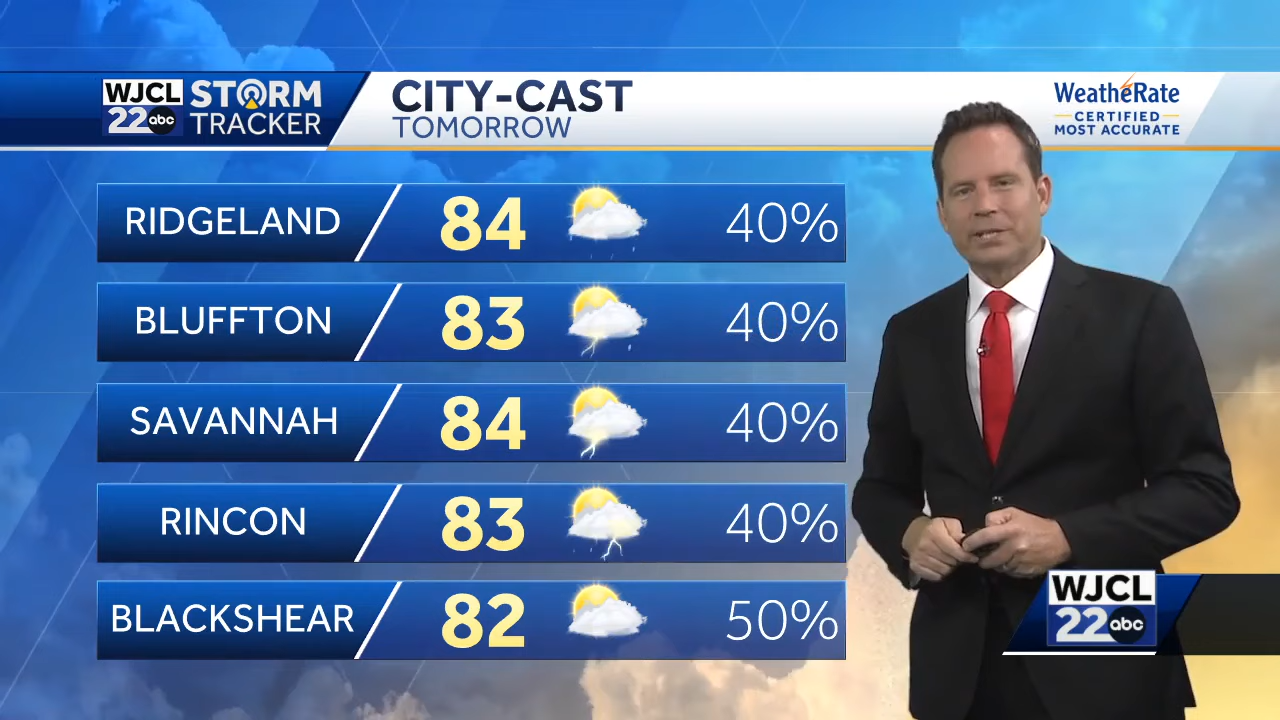 WJCL
22 abc
STORM
TRACKER
CITY-CAST
TOMORROW
WeatheRate
CERTIFIED
MOST ACCURATE
RIDGELAND 84 40%
BLUFFTON 83 40%
SAVANNAH 84 40%
RINCON 83 40%
BLACKSHEAR 82 50%
WJCL
22 abc